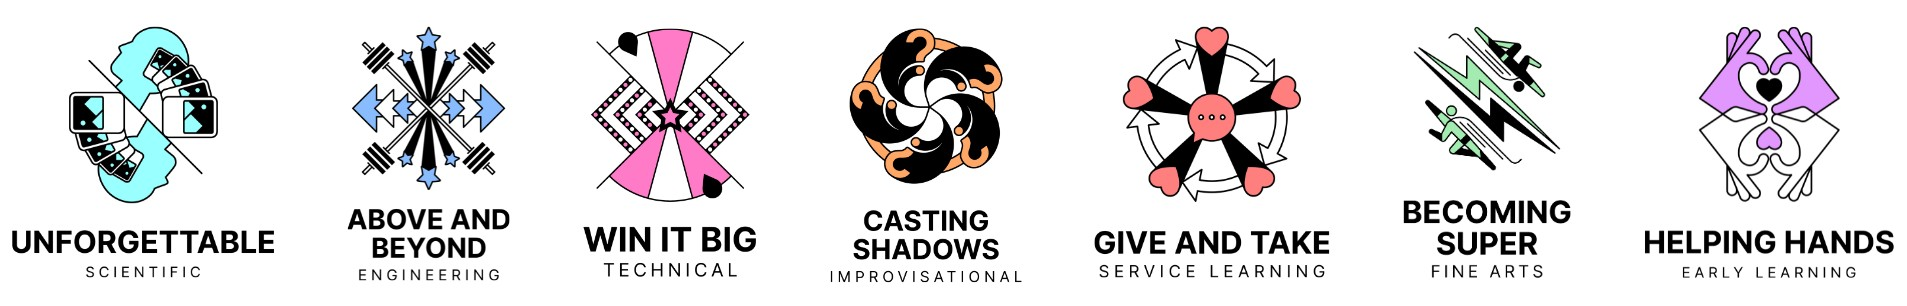 UNFORGETTABLE
SCIENTIFIC
ABOVE AND
BEYOND
ENGINEERING
WIN IT BIG
TECHNICAL
CASTING
SHADOWS
IMPROVISATIONAL
GIVE AND TAKE
SERVICE LEARNING
BECOMING
SUPER
FINE ARTS
HELPING HANDS
EARLY LEARNING